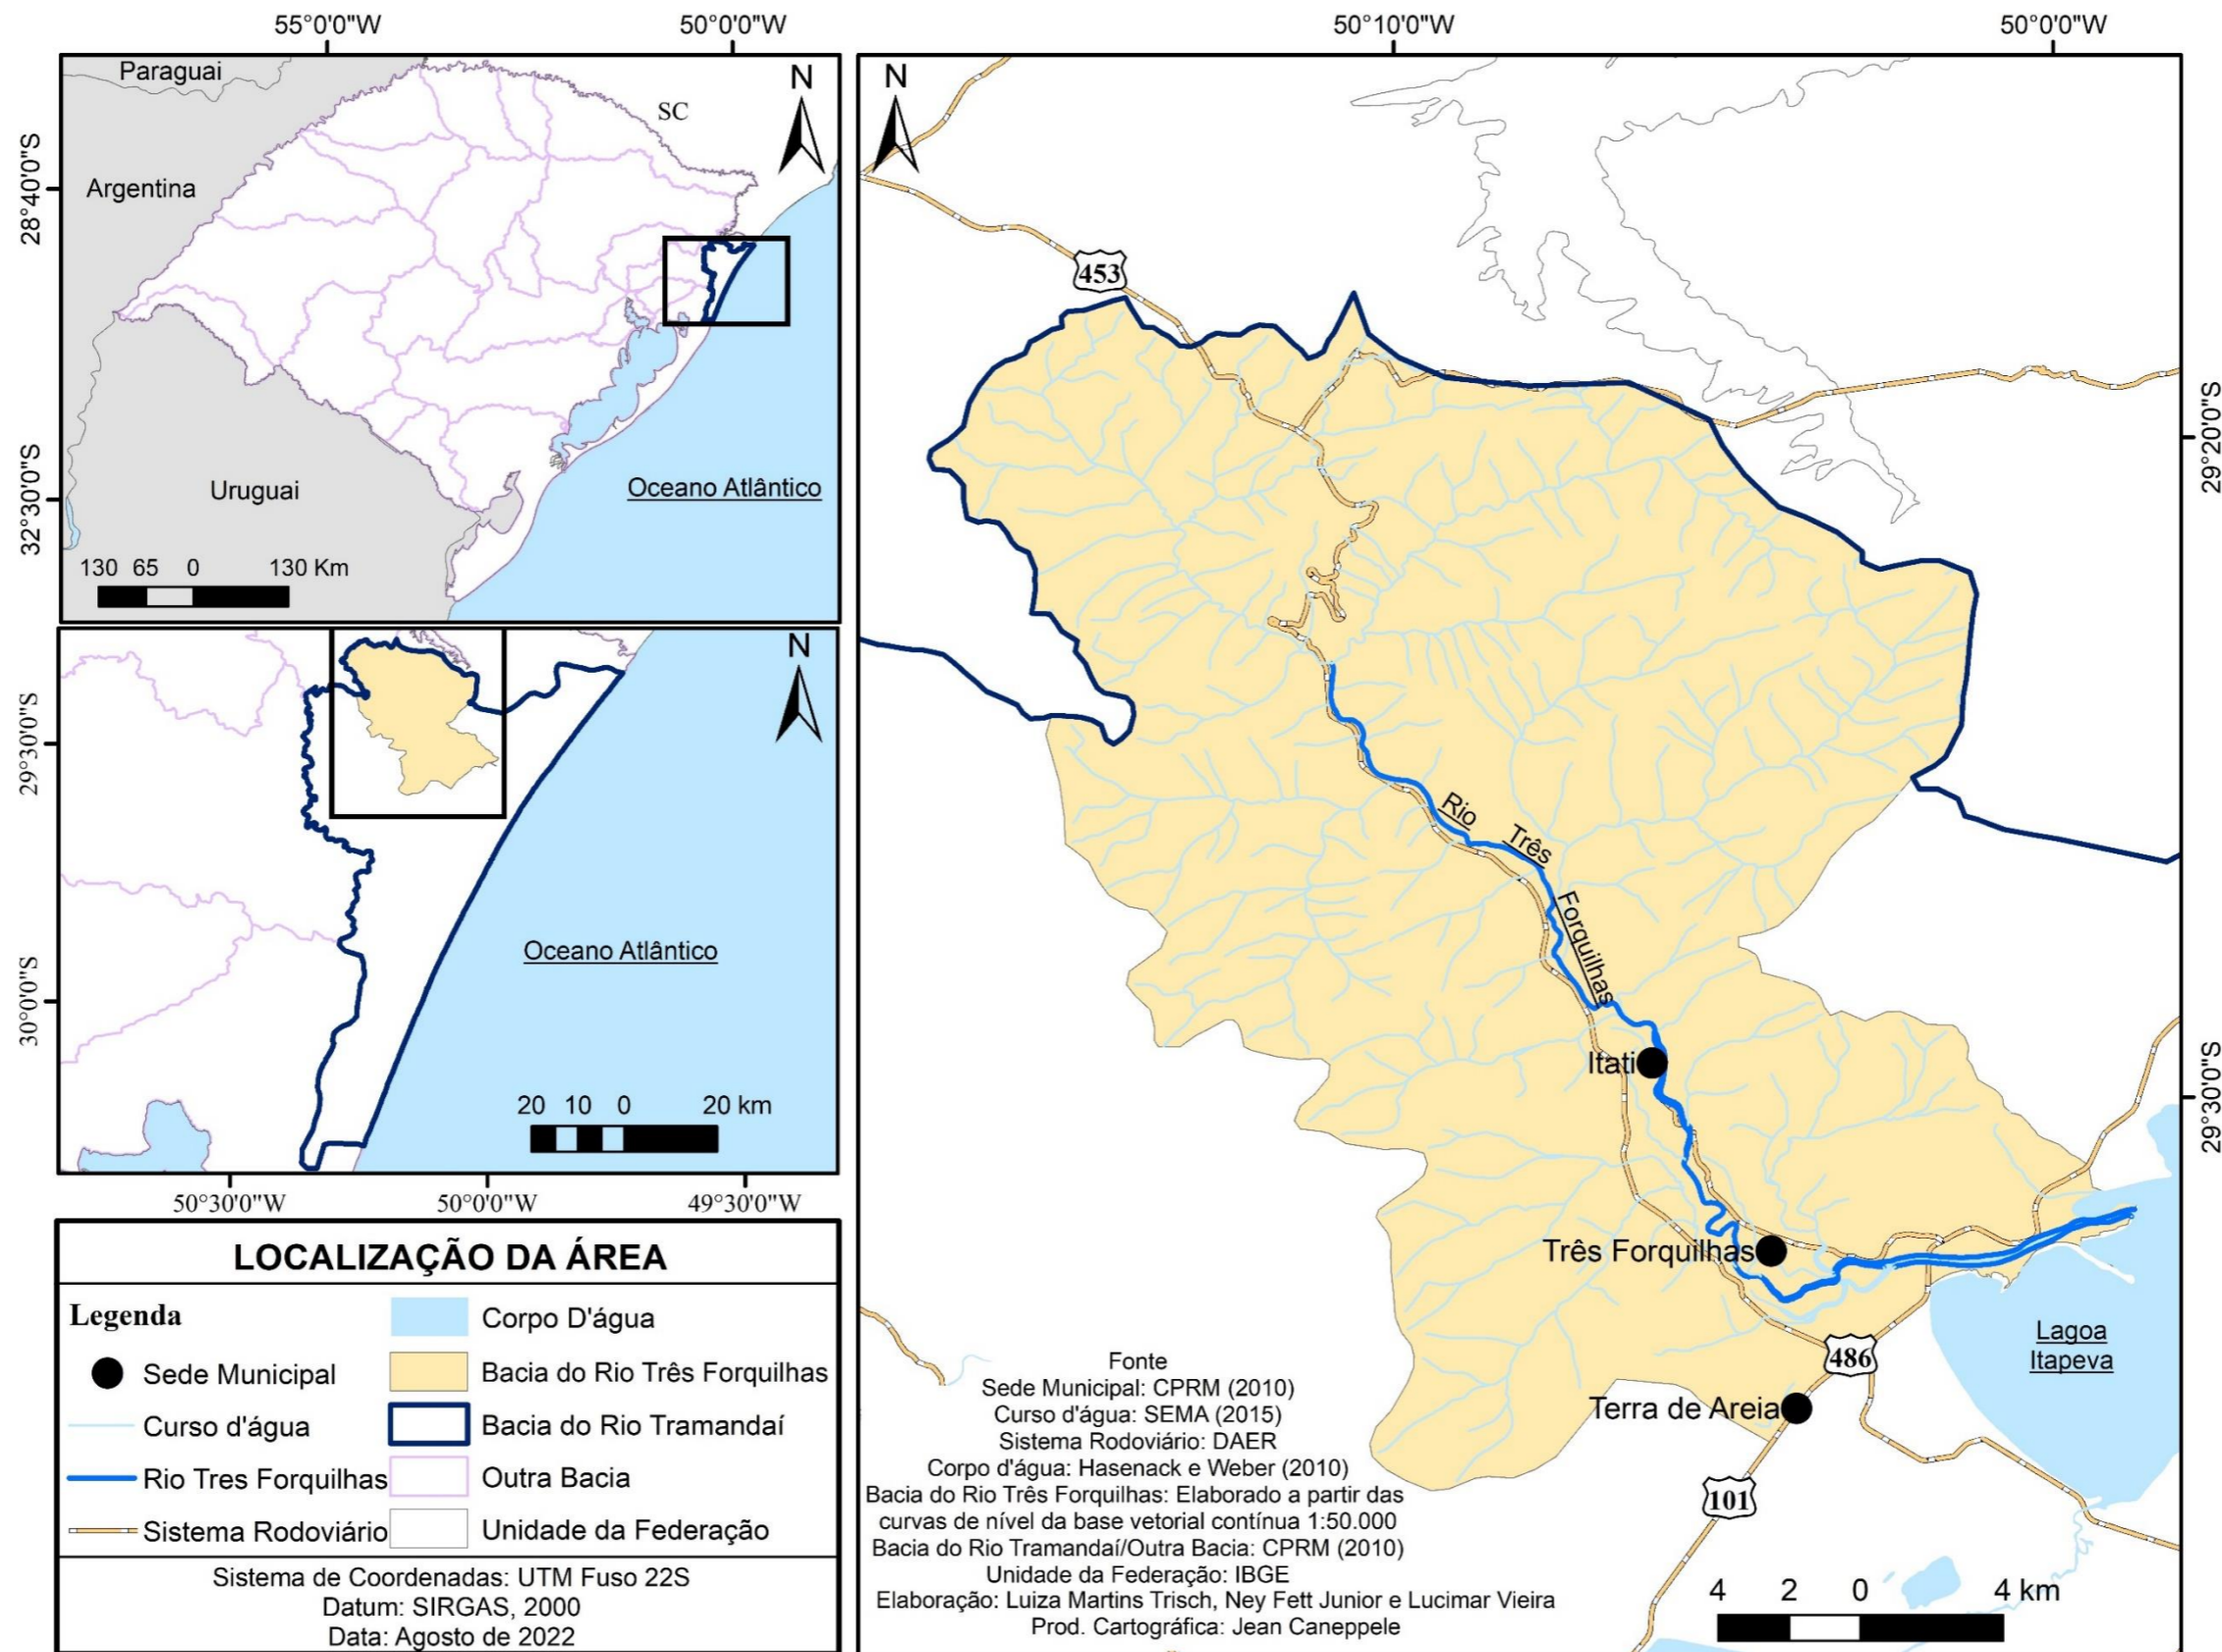 55°0'0"W
50°0'0"W
28°40'0"S
32°30'0"S
Paraguai
SC
N
Argentina
Uruguai
Oceano Atlântico
130 65 0 130 Km
N
29°30'0"S
30°0'0"S
Oceano Atlântico
20 10 0 20 km
50°30'0"W
50°0'0"W
49°30'0"W
LOCALIZAÇÃO DA ÁREA
Legenda
Sede Municipal
Curso d'água
Rio Tres Forquilhas
Sistema Rodoviário
Corpo D'água
Bacia do Rio Três Forquilhas
Bacia do Rio Tramandaí
Outra Bacia
Unidade da Federação
Sistema de Coordenadas: UTM Fuso 22S
Datum: SIRGAS, 2000
Data: Agosto de 2022
50°10'0"W
50°0'0"W
29°20'0"S
29°30'0"S
N
453
Rio
Três
Forquilhas
Itati
Três Forquilhas
486
Lagoa
Itapeva
Terra de Areia
101
Fonte
Sede Municipal: CPRM (2010)
Curso d'água: SEMA (2015)
Sistema Rodoviário: DAER
Corpo d'água: Hasenack e Weber (2010)
Bacia do Rio Três Forquilhas: Elaborado a partir das
curvas de nível da base vetorial contínua 1:50.000
Bacia do Rio Tramandaí/Outra Bacia: CPRM (2010)
Unidade da Federação: IBGE
Elaboração: Luiza Martins Trisch, Ney Fett Junior e Lucimar Vieira
Prod. Cartográfica: Jean Caneppele
4 2 0 4 km